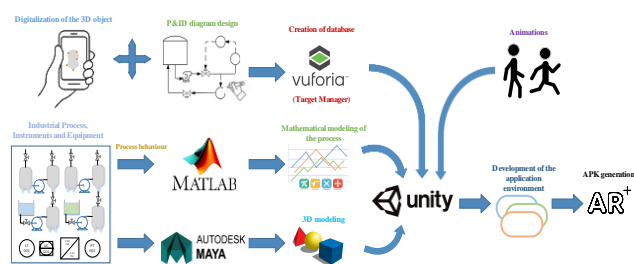 Digitalization of the 3D object
P&ID diagram design
Creation of database
vuforia™
(Target Manager)
Animations
Industrial Process,
Instruments and Equipment
Process behaviour
MATLAB
Mathematical modeling of
the process
unity
Development of the
application
environment
APK generation
AR+
AUTODESK
MAYA
3D modeling